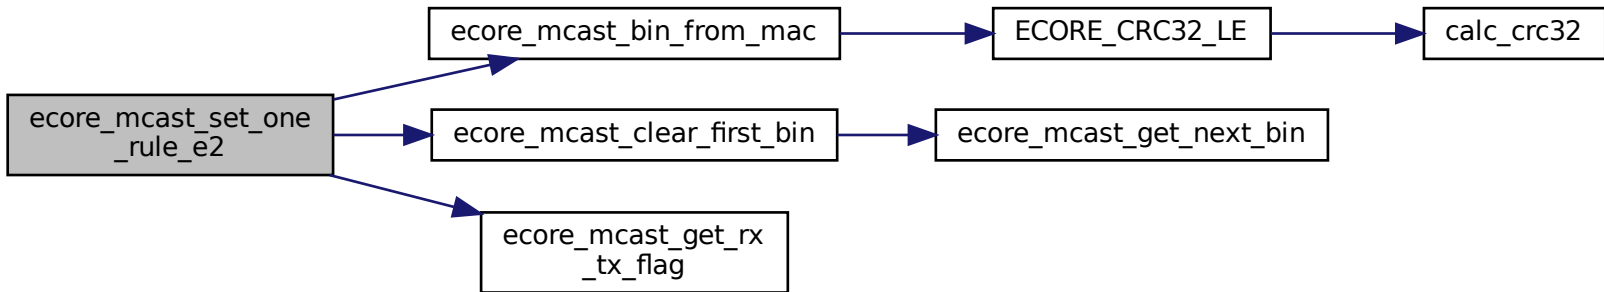 ecore_mcast_set_one
_rule_e2
ecore_mcast_bin_from_mac
ECORE_CRC32_LE
calc_crc32
ecore_mcast_clear_first_bin
ecore_mcast_get_next_bin
ecore_mcast_get_rx
_tx_flag